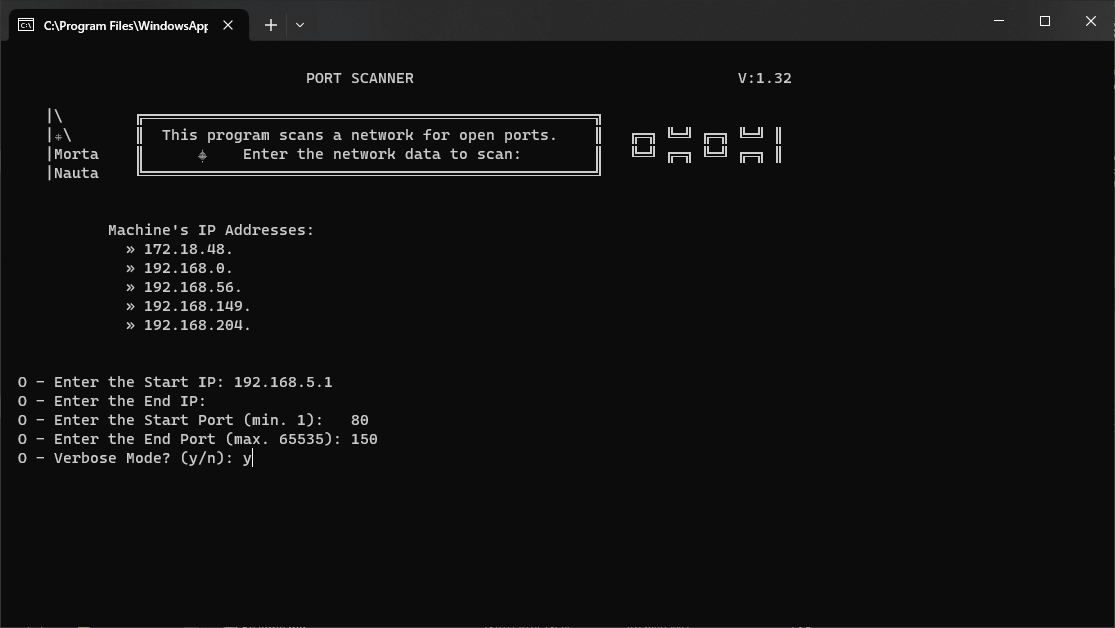 C:\Program Files\WindowsApp
PORT SCANNER V:1.32
Morta
Nauta
This program scans a network for open ports.
Enter the network data to scan:
Machine's IP Addresses:
» 172.18.48.
» 192.168.0.
» 192.168.56.
» 192.168.149.
» 192.168.204.
O - Enter the Start IP: 192.168.5.1
O - Enter the End IP:
O - Enter the Start Port (min. 1): 80
O - Enter the End Port (max. 65535): 150
O - Verbose Mode? (y/n): y